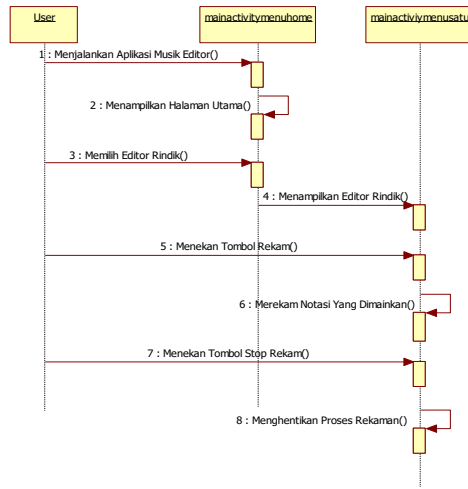 User
mainactivitymenuhome
mainactiviymenusatu
1 : Menjalankan Aplikasi Musik Editor()
2 : Menampilkan Halaman Utama()
3 : Memilih Editor Rindik()
4 : Menampilkan Editor Rindik()
5 : Menekan Tombol Rekam()
6 : Merekam Notasi Yang Dimainkan()
7 : Menekan Tombol Stop Rekam()
8 : Menghentikan Proses Rekaman()